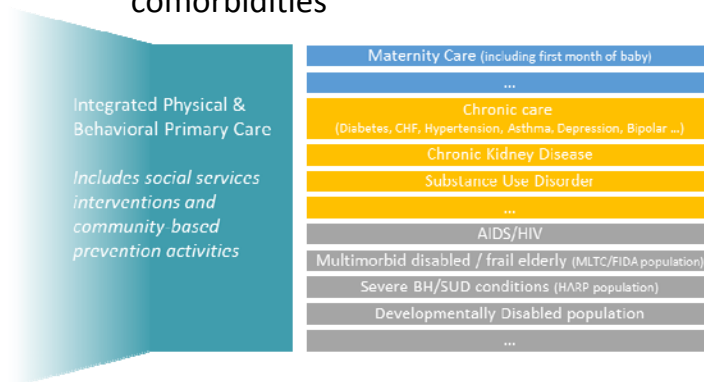 comorbidities
Integrated Physical &
Behavioral Primary Care
Includes social services
interventions and
community-based
prevention activities
Maternity Care (including first month of baby)
...
Chronic care
(Diabetes, CHF, Hypertension, Asthma, Depression, Bipolar ...)
Chronic Kidney Disease
Substance Use Disorder
...
AIDS/HIV
Multimorbid disabled / frail elderly (MLTC/FIDA population)
Severe BH/SUD conditions (HARP population)
Developmentally Disabled population
...